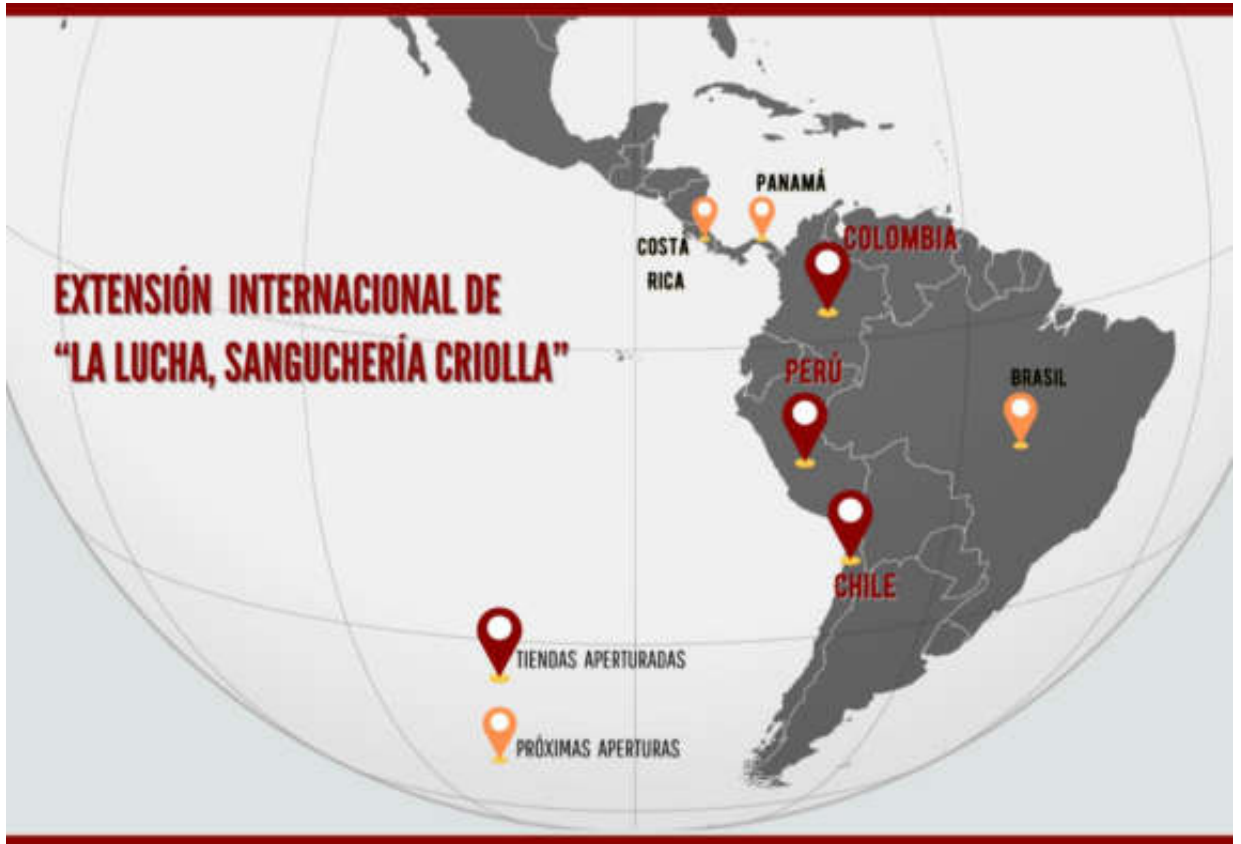 PANAMÁ
COSTA
RICA
COLOMBIA
EXTENSIÓN INTERNACIONAL DE
“LA LUCHA, SANGUCHERÍA CRIOLLA”
PERÚ
BRASIL
CHILE
TIENDAS APERTURADAS
PRÓXIMAS APERTURAS